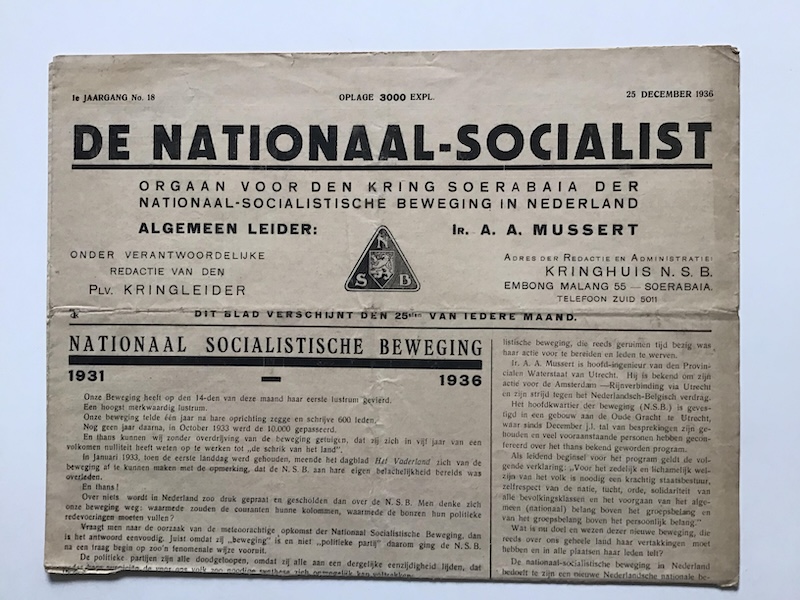 1e JAARGANG No. 18
OPLAGE 3000 EXPL.
25 DECEMBER 1936
DE NATIONAAL-SOCIALIST
ORGAAN VOOR DEN KRING SOERABAIA DER
NATIONAAL-SOCIALISTISCHE BEWEGING IN NEDERLAND
ALGEMEEN LEIDER:
IR. A. A. MUSSERT
ONDER VERANTWOORDELIJKE
REDACTIE VAN DEN
PLV. KRINGLEIDER
N
S B
ADRES DER REDACTIE EN ADMINISTRATIE:
KRINGHUIS N. S. B.
EMBONG MALANG 55 — SOERABAIA.
TELEFOON ZUID 5011
DIT BLAD VERSCHIJNT DEN 25sten VAN IEDERE MAAND.
NATIONAAL SOCIALISTISCHE BEWEGING
1931 — 1936
Onze Beweging heeft op den 14-den van deze maand haar eerste lustrum gevierd.
Een hoogst merkwaardig lustrum.
Onze beweging telde één jaar na hare oprichting zegge en schrijve 600 leden.
Nog geen jaar daarna, in October 1933 werd de 10.000 gepasseerd.
En thans kunnen wij zonder overdrijving van de beweging getuigen, dat zij zich in vijf jaar van een
volkomen nulliteit heeft weten op te werken tot „de schrik van het land".
In Januari 1933, toen de eerste landdag werd gehouden, meende het dagblad Het Vaderland zich van de
beweging af te kunnen maken met de opmerking, dat de N. S. B. aan hare eigen belachelijkheid bereids was
overleden.
En thans!
Over niets wordt in Nederland zoo druk gepraat en gescholden dan over de N. S. B. Men denke zich
onze beweging weg: waarmede zouden de couranten hunne kolommen, waarmede de bonzen hun politieke
redevoeringen moeten vullen?
Vraagt men naar de oorzaak van de meteoorachtige opkomst der Nationaal Socialistische Beweging, dan
is het antwoord eenvoudig. Juist omdat zij „beweging" is en niet „politieke partij" daarom ging de N. S. B.
na een traag begin op zoo'n fenomenale wijze vooruit.
De politieke partijen zijn alle doodgeloopen, omdat zij alle aan een dergelijke eenzijdigheid lijden, dat
listische beweging, die reeds geruimen tijd bezig was
haar actie voor te bereiden en leden te werven.
Ir. A. A. Mussert is hoofd-ingenieur van den Provin-
cialen Waterstaat van Utrecht. Hij is bekend om zijn
actie voor de Amsterdam—Rijnverbinding via Utrecht
en zijn strijd tegen het Nederlandsch-Belgisch verdrag.
Het hoofdkwartier der beweging (N.S.B.) is geves-
tigd in een gebouw aan de Oude Gracht te Utrecht,
waar sinds December j.l. tal van besprekingen zijn ge-
houden en veel vooraanstaande personen hebben gecon-
fereerd over het thans bekend geworden program.
Als leidend beginsel voor het program geldt de vol-
gende verklaring: „Voor het zedelijk en lichamelijk wel-
zijn van het volk is noodig een krachtig staatsbestuur,
zelfrespect van de natie, tucht, orde, solidariteit van
alle bevolkingsklassen en het voorgaan van het alge-
meen (nationaal) belang boven het groepsbelang en
van het groepsbelang boven het persoonlijk belang."
Wat is nu doel en wezen dezer nieuwe beweging, die
reeds over ons geheele land haar vertakkingen moet
hebben en in alle plaatsen haar leden telt?
De nationaal-socialistische beweging in Nederland
bedoelt te zijn een nieuwe Nederlandsche nationale be-